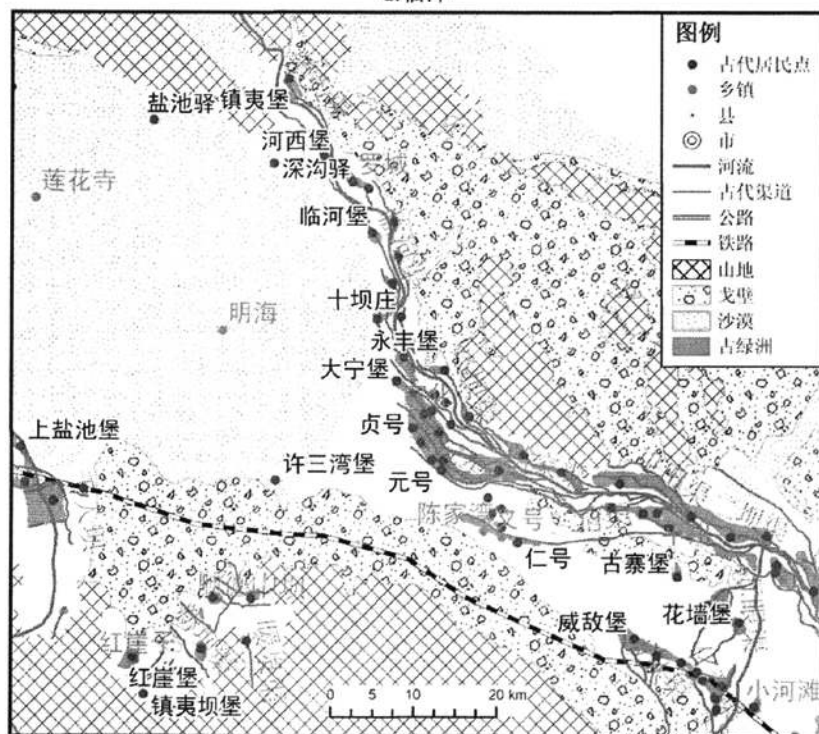 图例
古代居民点
乡镇
县
市
河流
古代渠道
公路
铁路
山地
戈壁
沙漠
古绿洲
盐池驿
镇夷堡
河西堡
深沟驿
罗城
莲花寺
临河堡
明海
十坝庄
永丰堡
大宁堡
贞号
上盐池堡
许三湾堡
元号
仁号
古寨堡
花墙堡
威敌堡
红崖堡
镇夷坝堡
小河滩
0 5 10 20 km